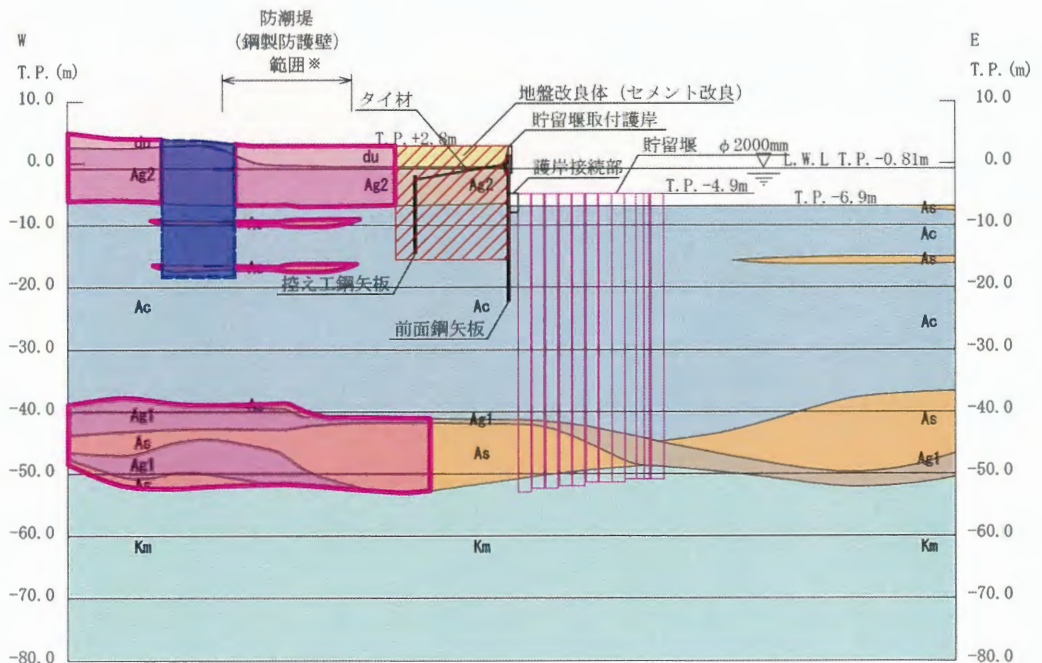 防潮堤
(鋼製防護壁)
範囲※
W
T.P.(m)
E
T.P.(m)
タイ材
地盤改良体(セメント改良)
貯留堰取付護岸
貯留堰 φ2000mm
護岸接続部
T.P.+2.8m
L.W.L T.P.-0.81m
T.P.-4.9m
T.P.-6.9m
10.0
0.0
-10.0
-20.0
-30.0
-40.0
-50.0
-60.0
-70.0
-80.0
10.0
0.0
-10.0
-20.0
-30.0
-40.0
-50.0
-60.0
-70.0
-80.0
du
du
Ag2
Ag2
Ag2
As
Ac
As
控え工鋼矢板
前面鋼矢板
Ac
Ac
Ac
Ag1
As
Ag1
As
Ag1
As
As
Ag1
Km
Km
Km